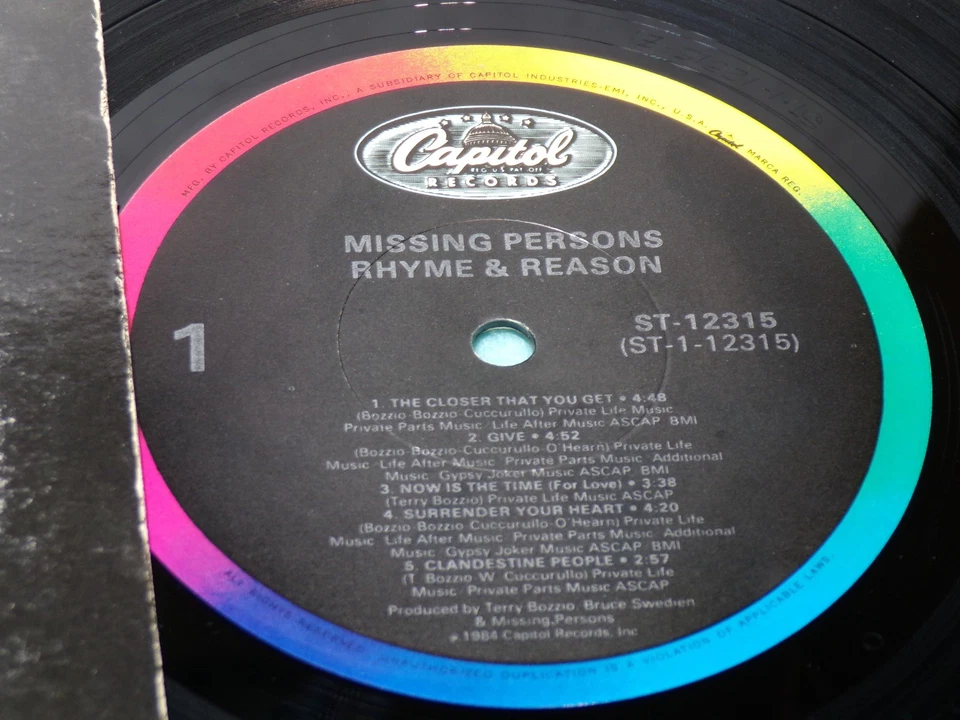 MFG. BY CAPITOL RECORDS, INC., A SUBSIDIARY OF CAPITOL INDUSTRIES-EMI, INC., U.S.A. Capitol MARCA REG.
Capitol
REG. U.S. PAT. OFF.
RECORDS
MISSING PERSONS
RHYME & REASON
1
ST-12315
(ST-1-12315)
1. THE CLOSER THAT YOU GET • 4:48
(Bozzio-Bozzio-Cuccurullo) Private Life Music
Private Parts Music Life After Music ASCAP BMI
2. GIVE • 4:52
(Bozzio-Bozzio-Cuccurullo-O'Hearn) Private Life
Music Life After Music Private Parts Music Additional
Music Gypsy Joker Music ASCAP BMI
3. NOW IS THE TIME (For Love) • 3:38
(Terry Bozzio) Private Life Music ASCAP
4. SURRENDER YOUR HEART • 4:20
(Bozzio-Bozzio Cuccurullo-O'Hearn) Private Life
Music Life After Music Private Parts Music Additional
Music Gypsy Joker Music ASCAP BMI
5. CLANDESTINE PEOPLE • 2:57
(T. Bozzio-W. Cuccurullo) Private Life
Music Private Parts Music ASCAP
Produced by Terry Bozzio, Bruce Swedien
& Missing Persons
℗ 1984 Capitol Records, Inc.
ALL RIGHTS RESERVED. UNAUTHORIZED DUPLICATION IS A VIOLATION OF APPLICABLE LAWS.